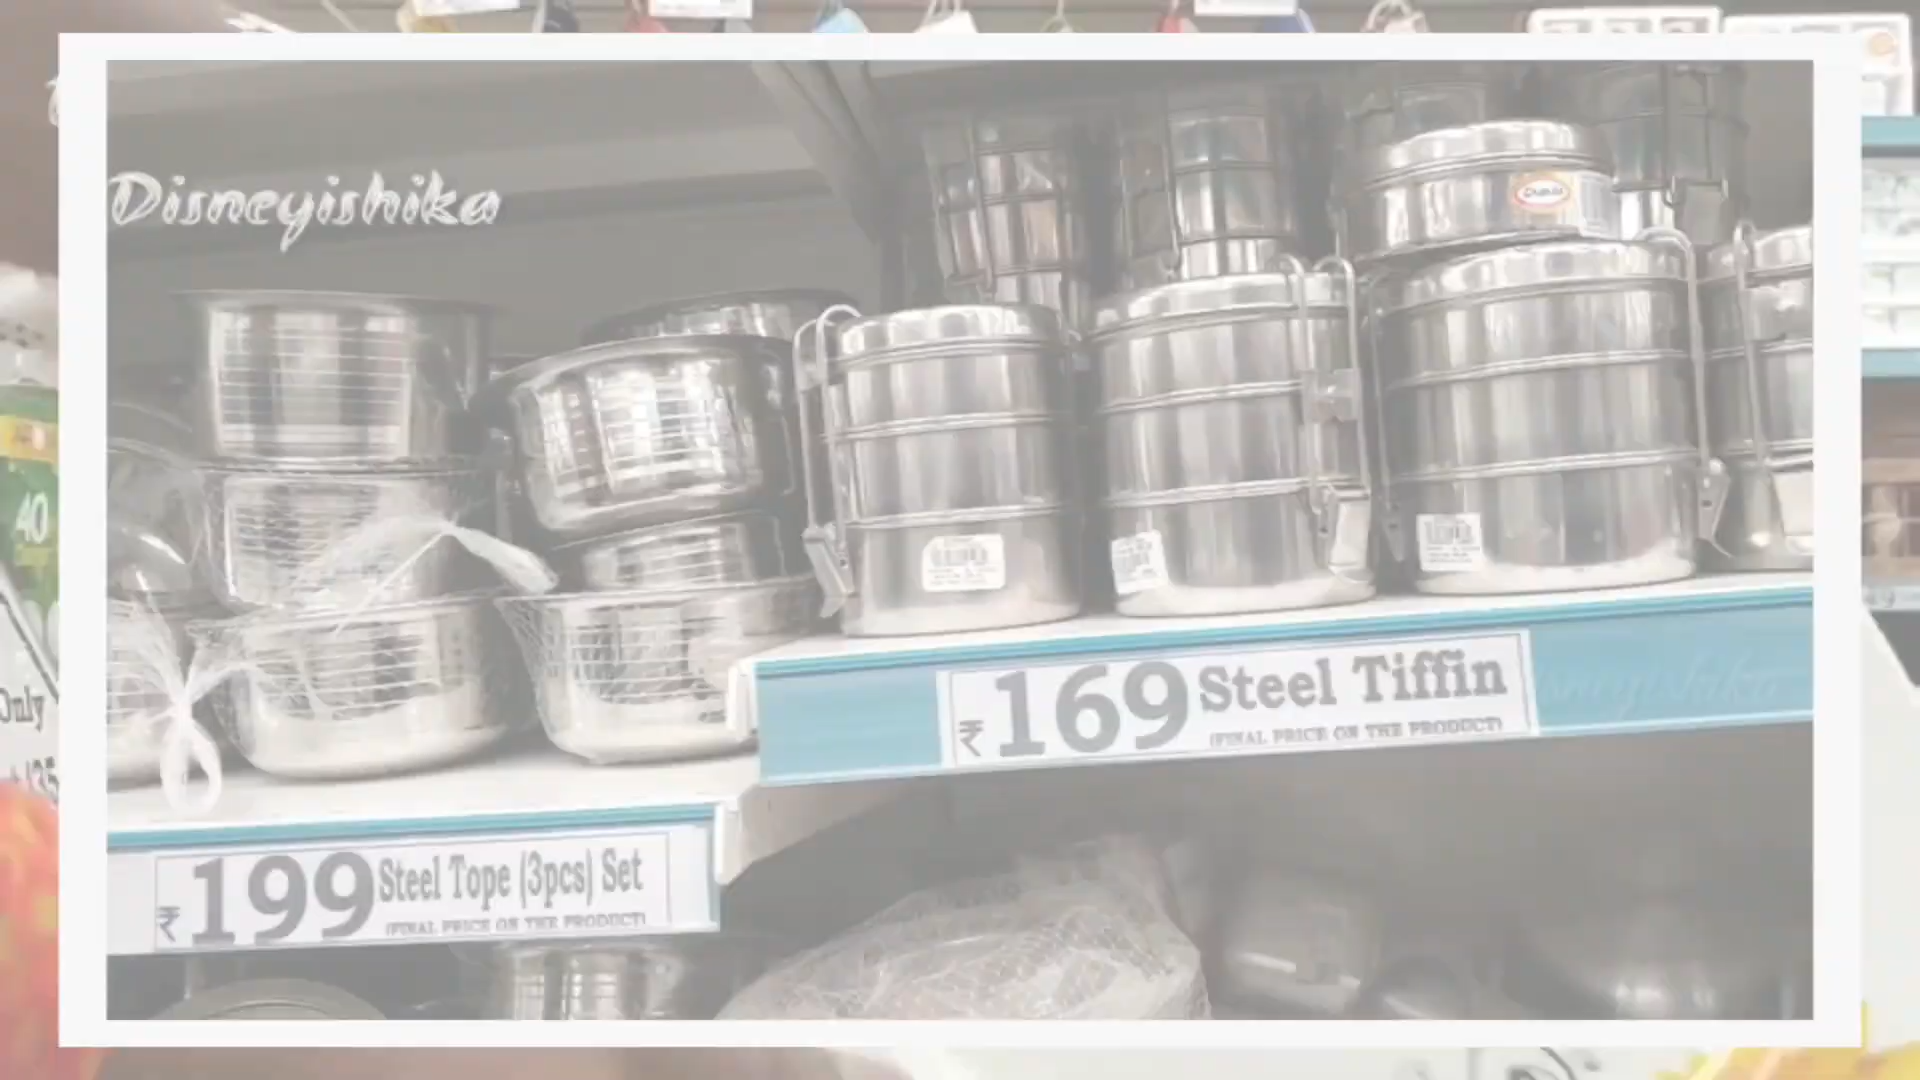 Disneyishika
40
Only
₹169 Steel Tiffin
(FINAL PRICE ON THE PRODUCT)
₹199 Steel Tope (3pcs) Set
(FINAL PRICE ON THE PRODUCT)